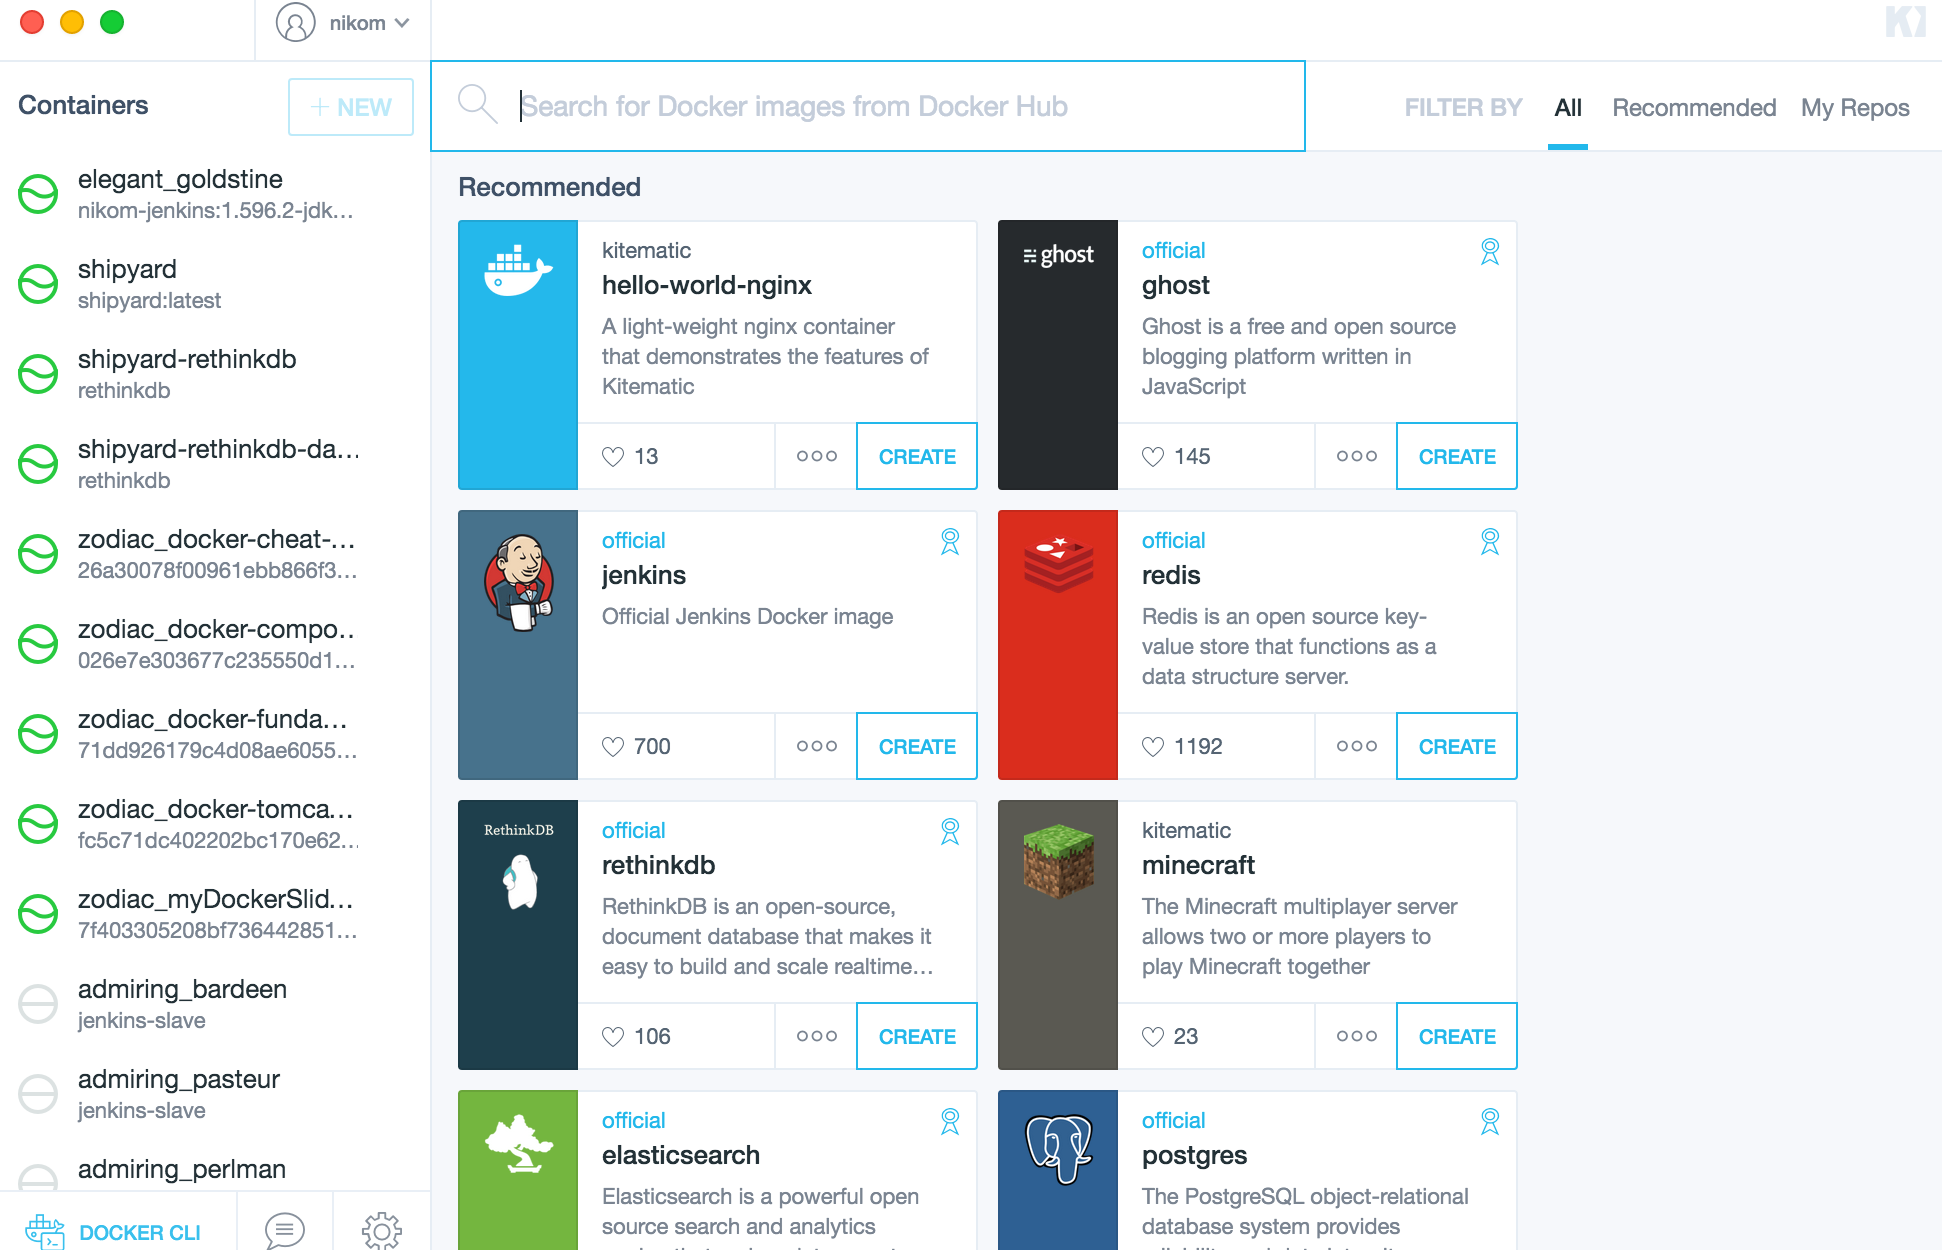 nikom
Containers
+ NEW
elegant_goldstine
nikom-jenkins:1.596.2-jdk...
shipyard
shipyard:latest
shipyard-rethinkdb
rethinkdb
shipyard-rethinkdb-da...
rethinkdb
zodiac_docker-cheat-...
26a30078f00961ebb866f3...
zodiac_docker-compo..
026e7e303677c235550d1...
zodiac_docker-funda...
71dd926179c4d08ae6055...
zodiac_docker-tomca...
fc5c71dc402202bc170e62...
zodiac_myDockerSlid...
7f403305208bf736442851...
admiring_bardeen
jenkins-slave
admiring_pasteur
jenkins-slave
admiring_perlman
DOCKER CLI
Search for Docker images from Docker Hub
FILTER BY All Recommended My Repos
Recommended
kitematic
hello-world-nginx
A light-weight nginx container
that demonstrates the features of
Kitematic
13
CREATE
ghost
official
ghost
Ghost is a free and open source
blogging platform written in
JavaScript
145
CREATE
official
jenkins
Official Jenkins Docker image
700
CREATE
official
redis
Redis is an open source key-
value store that functions as a
data structure server.
1192
CREATE
RethinkDB
official
rethinkdb
RethinkDB is an open-source,
document database that makes it
easy to build and scale realtime...
106
CREATE
kitematic
minecraft
The Minecraft multiplayer server
allows two or more players to
play Minecraft together
23
CREATE
official
elasticsearch
Elasticsearch is a powerful open
source search and analytics
official
postgres
The PostgreSQL object-relational
database system provides